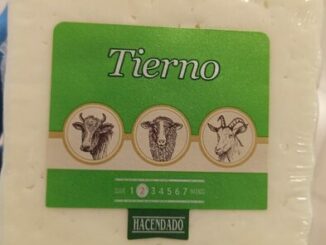 Tierno
SUAVE 1 2 3 4 5 6 7 INTENSO
HACENDADO